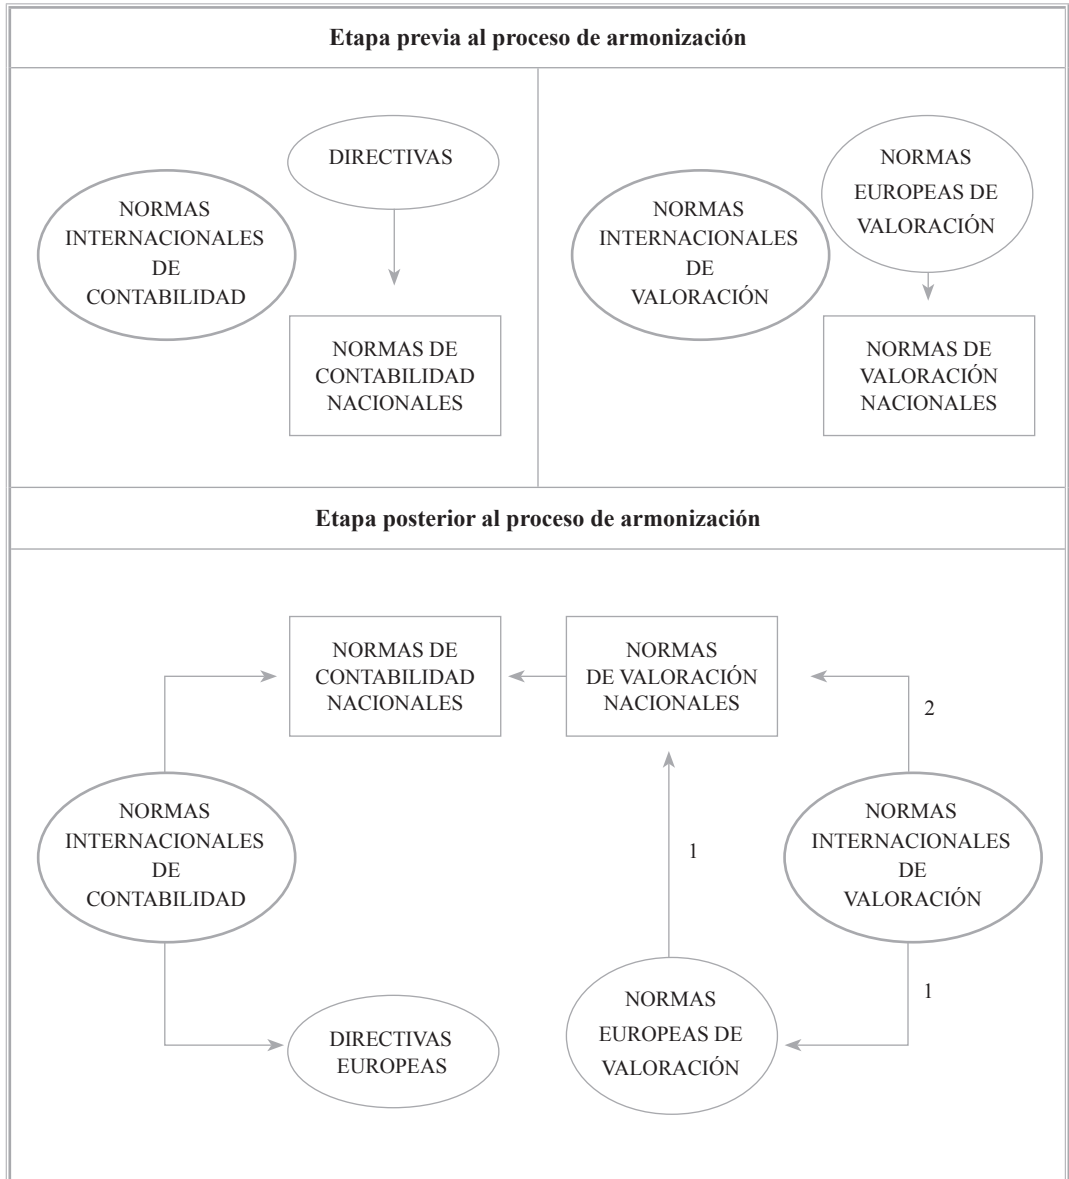 Etapa previa al proceso de armonización
DIRECTIVAS
NORMAS
INTERNACIONALES
DE
CONTABILIDAD
NORMAS DE
CONTABILIDAD
NACIONALES
NORMAS
EUROPEAS DE
VALORACIÓN
NORMAS
INTERNACIONALES
DE
VALORACIÓN
NORMAS DE
VALORACIÓN
NACIONALES
Etapa posterior al proceso de armonización
NORMAS DE
CONTABILIDAD
NACIONALES
NORMAS
DE VALORACIÓN
NACIONALES
2
NORMAS
INTERNACIONALES
DE
CONTABILIDAD
1
NORMAS
INTERNACIONALES
DE
VALORACIÓN
1
DIRECTIVAS
EUROPEAS
NORMAS
EUROPEAS DE
VALORACIÓN